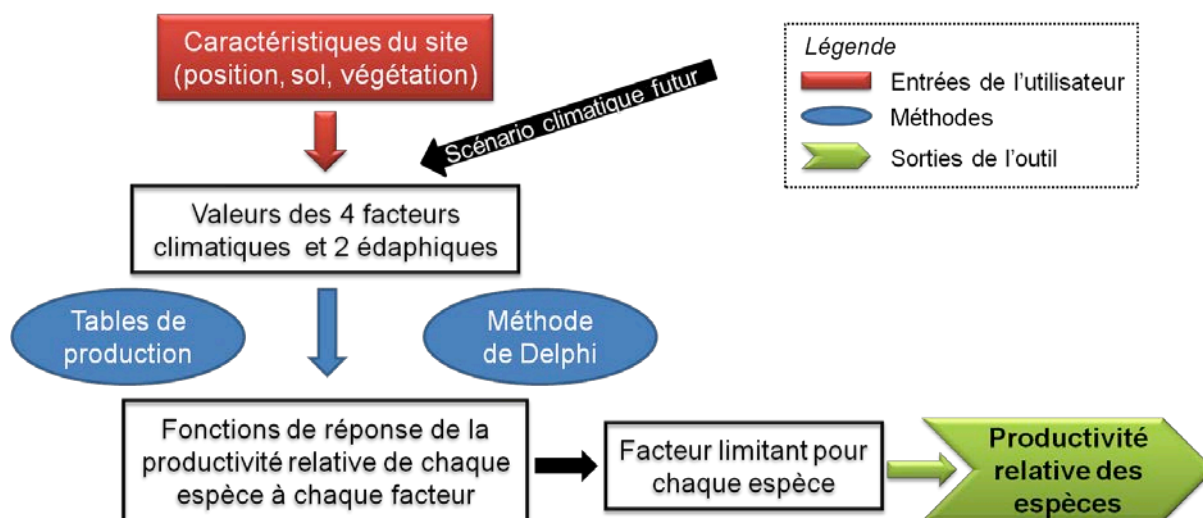 Caractéristiques du site
(position, sol, végétation)
Scénario climatique futur
Légende
Entrées de l'utilisateur
Méthodes
Sorties de l'outil
Valeurs des 4 facteurs
climatiques et 2 édaphiques
Tables de
production
Méthode
de Delphi
Fonctions de réponse de la
productivité relative de chaque
espèce à chaque facteur
Facteur limitant pour
chaque espèce
Productivité
relative des
espèces